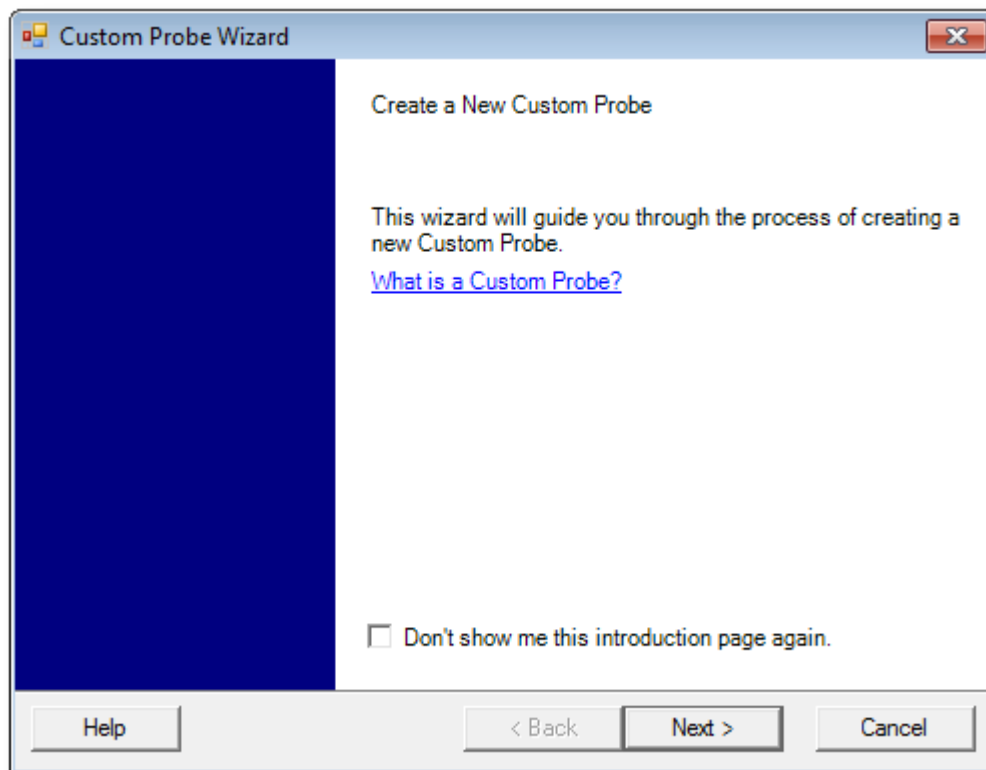 Custom Probe Wizard
Create a New Custom Probe
This wizard will guide you through the process of creating a
new Custom Probe.
What is a Custom Probe?
Don't show me this introduction page again.
Help
< Back
Next >
Cancel